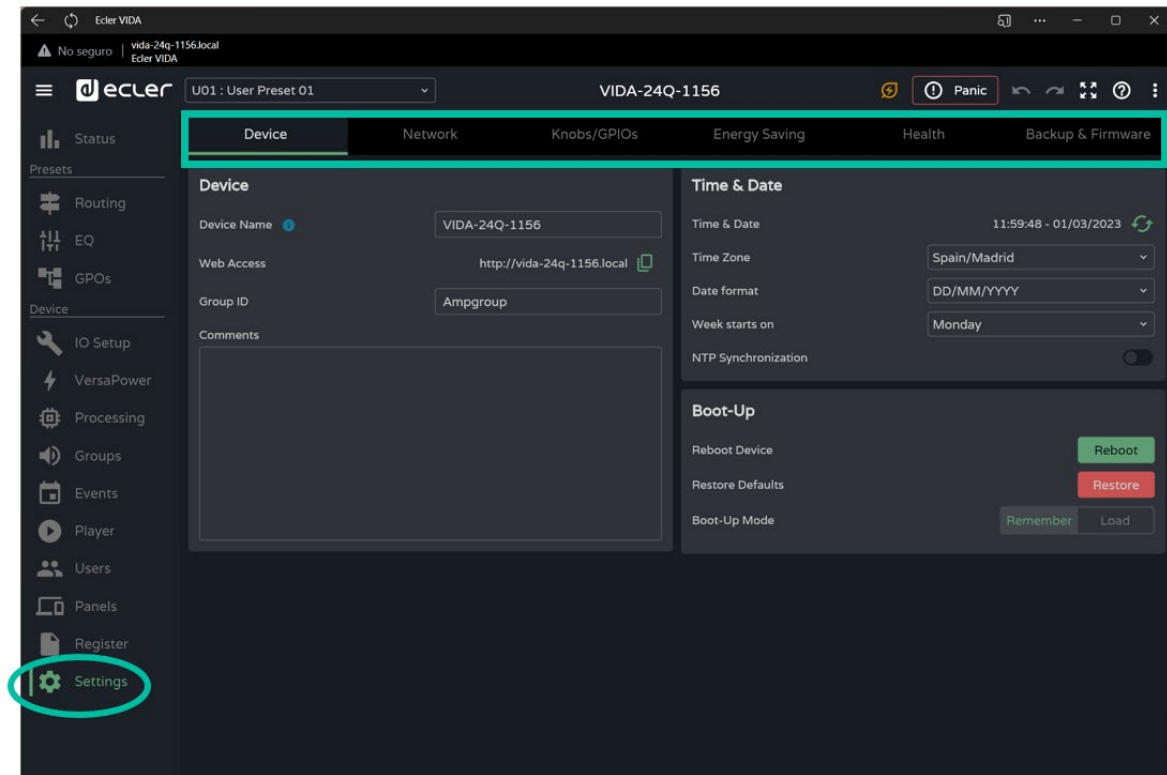 Ecler VIDA
No seguro | vida-24q-1156.local
Ecler VIDA
ecler U01 : User Preset 01 VIDA-24Q-1156 Panic
Device Network Knobs/GPIOs Energy Saving Health Backup & Firmware
Status
Presets
Routing
EQ
GPOs
Device
IO Setup
VersaPower
Processing
Groups
Events
Player
Users
Panels
Register
Settings
Device
Device Name VIDA-24Q-1156
Web Access http://vida-24q-1156.local
Group ID Ampgroup
Comments
Time & Date
Time & Date 11:59:48 - 01/03/2023
Time Zone Spain/Madrid
Date format DD/MM/YYYY
Week starts on Monday
NTP Synchronization
Boot-Up
Reboot Device Reboot
Restore Defaults Restore
Boot-Up Mode Remember Load